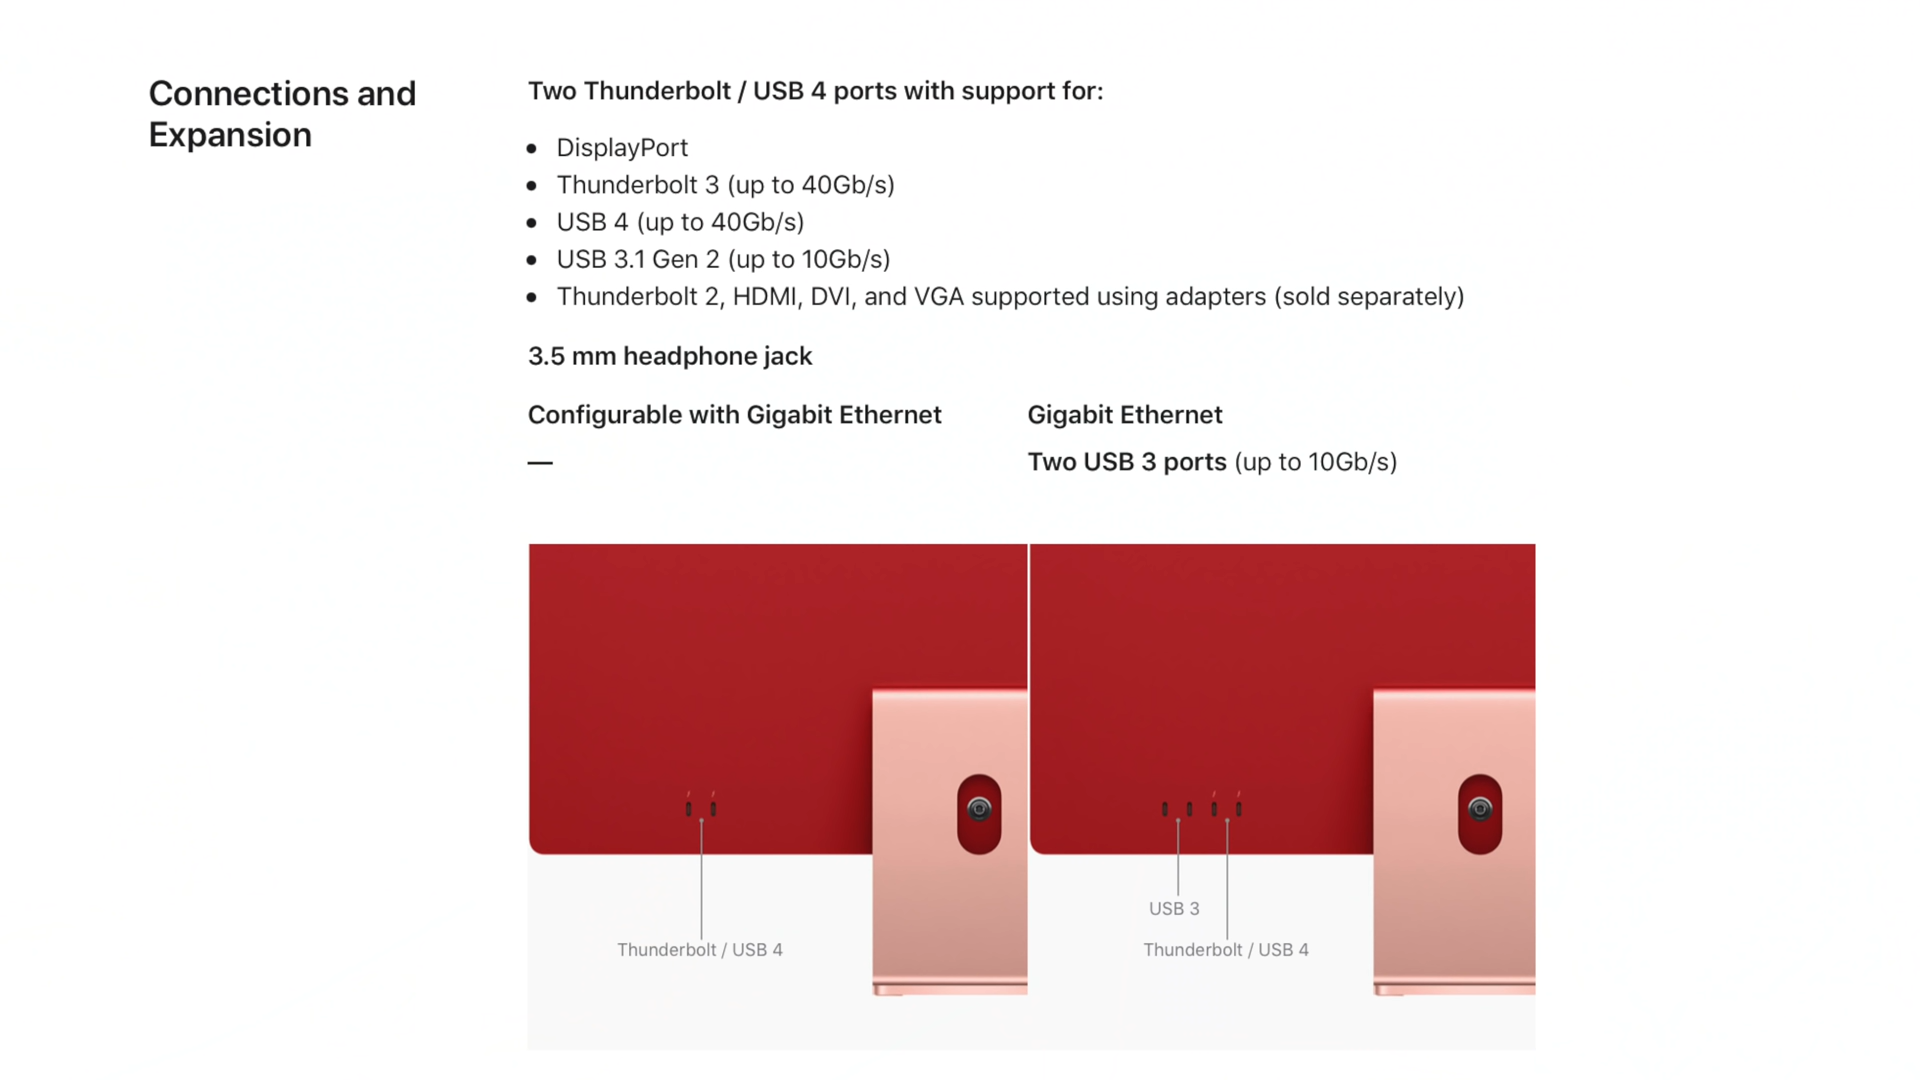 Connections and
Expansion
Two Thunderbolt / USB 4 ports with support for:
• DisplayPort
• Thunderbolt 3 (up to 40Gb/s)
• USB 4 (up to 40Gb/s)
• USB 3.1 Gen 2 (up to 10Gb/s)
• Thunderbolt 2, HDMI, DVI, and VGA supported using adapters (sold separately)
3.5 mm headphone jack
Configurable with Gigabit Ethernet
—
Gigabit Ethernet
Two USB 3 ports (up to 10Gb/s)
Thunderbolt / USB 4
USB 3
Thunderbolt / USB 4